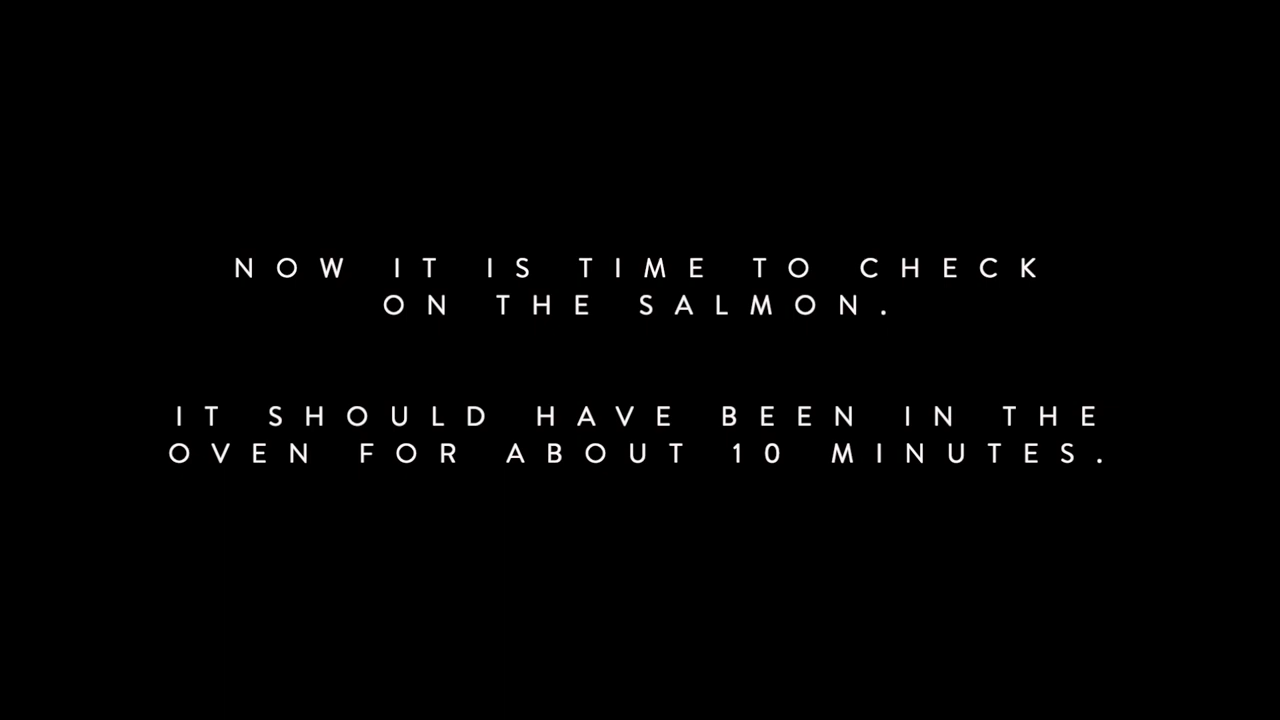 NOW IT IS TIME TO CHECK
ON THE SALMON.
IT SHOULD HAVE BEEN IN THE
OVEN FOR ABOUT 10 MINUTES.